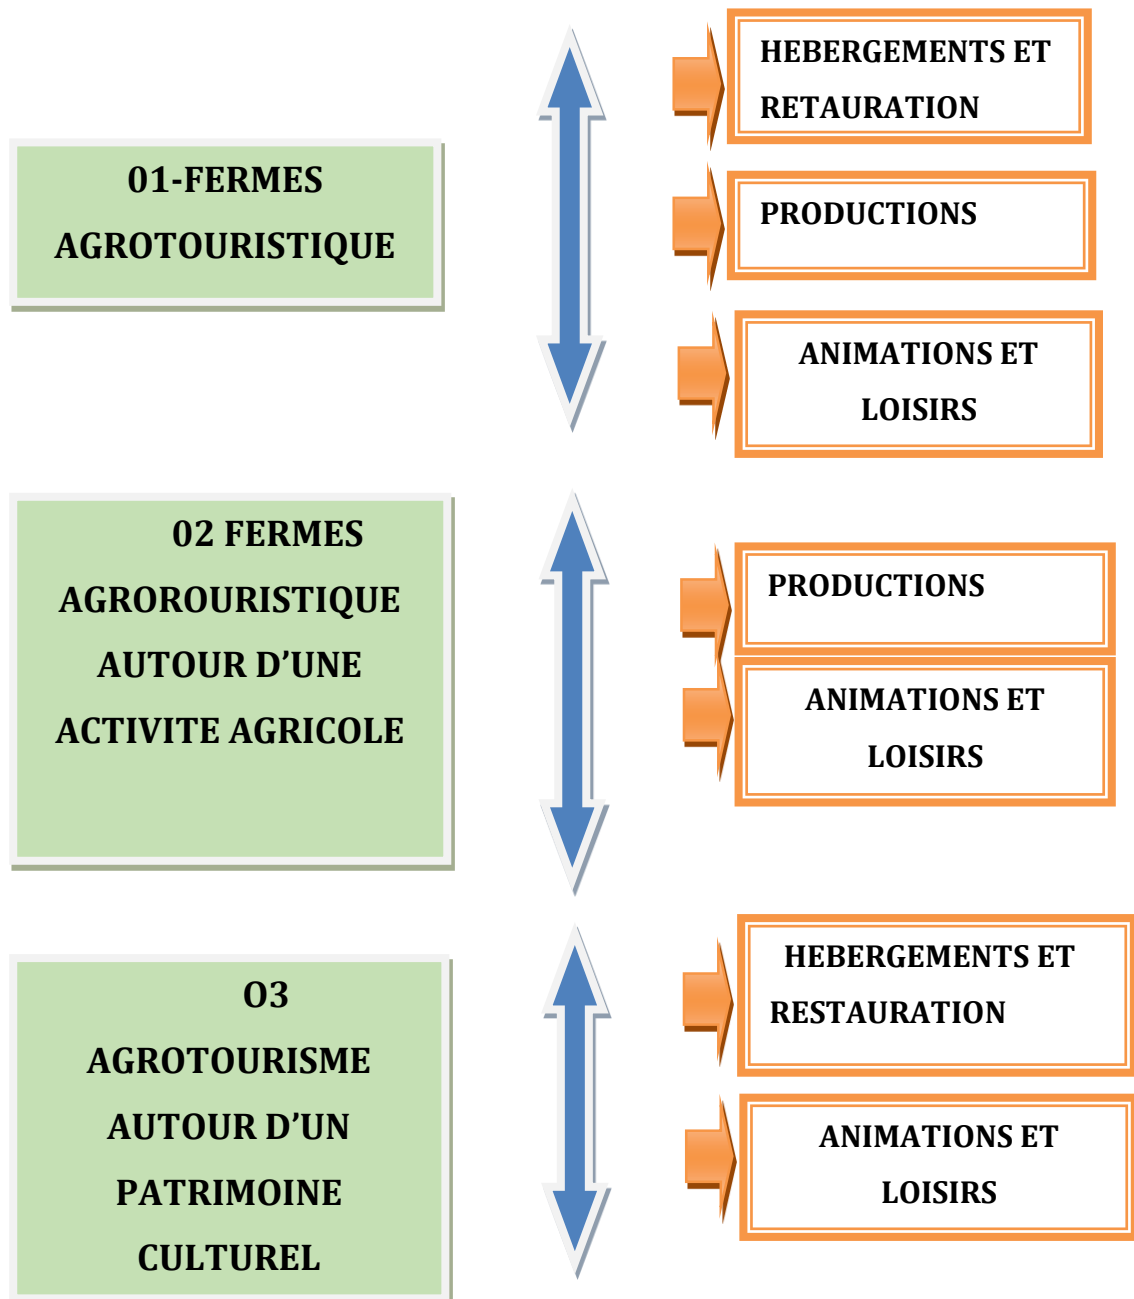 01-FERMES
AGROTOURISTIQUE
HEBERGEMENTS ET
RETAURATION
PRODUCTIONS
ANIMATIONS ET
LOISIRS
02 FERMES
AGROROURISTIQUE
AUTOUR D’UNE
ACTIVITE AGRICOLE
PRODUCTIONS
ANIMATIONS ET
LOISIRS
O3
AGROTOURISME
AUTOUR D’UN
PATRIMOINE
CULTUREL
HEBERGEMENTS ET
RESTAURATION
ANIMATIONS ET
LOISIRS